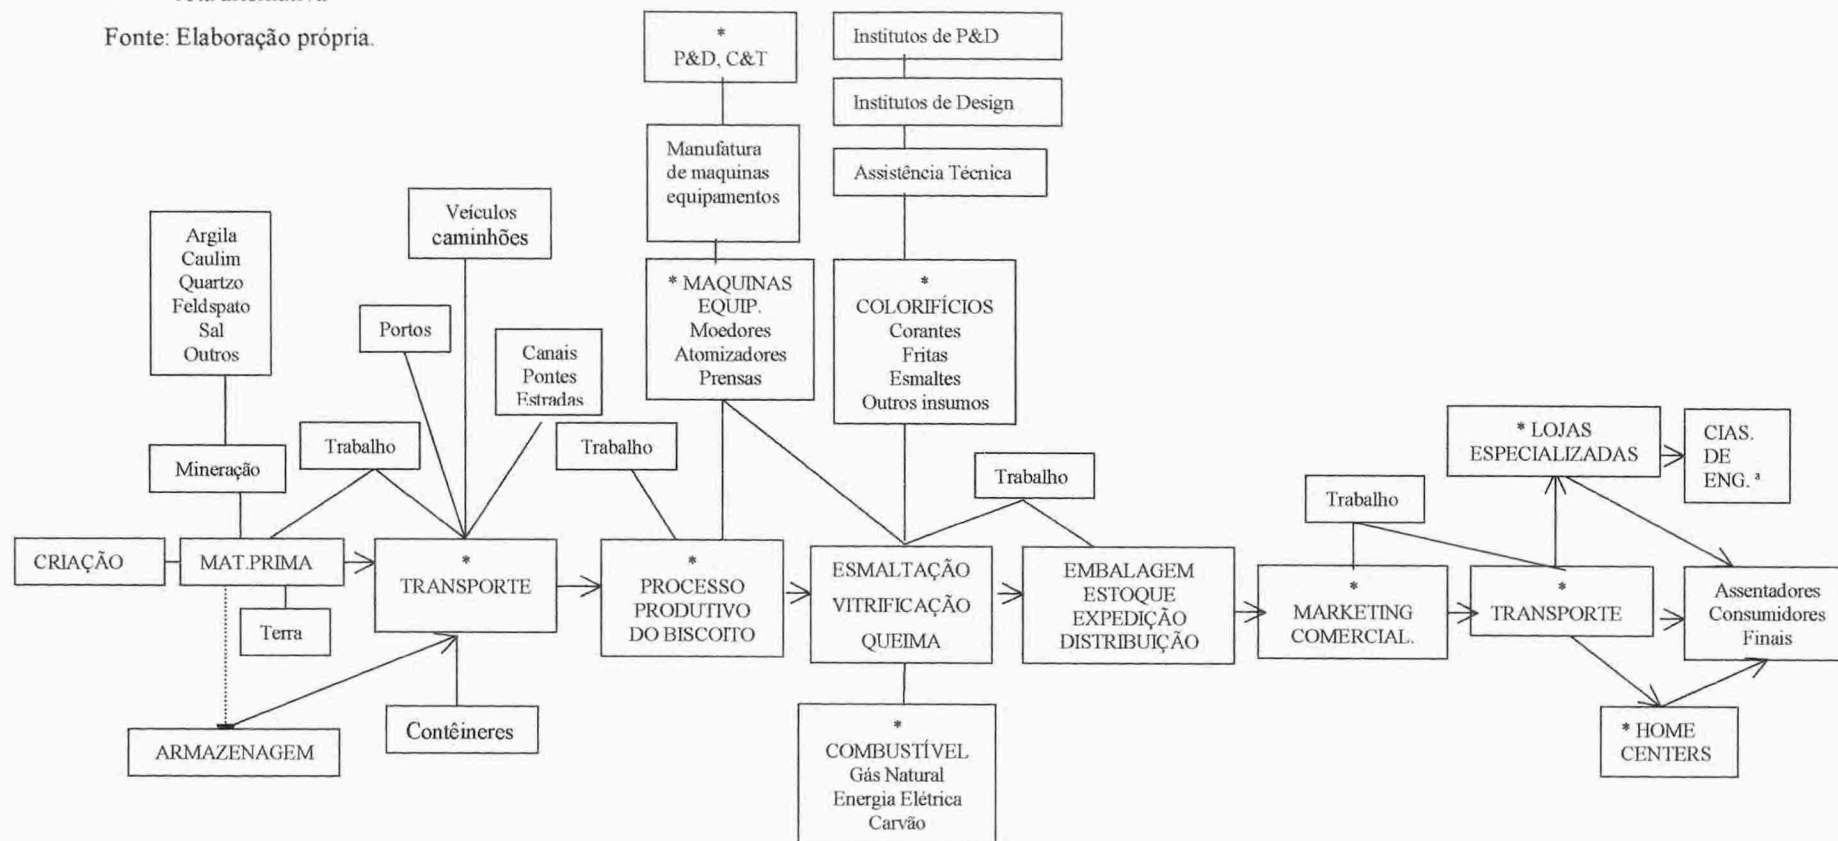 Fonte: Elaboração própria.
*
P&D, C&T
Institutos de P&D
Institutos de Design
Manufatura
de maquinas
equipamentos
Assistência Técnica
Veículos
caminhões
Argila
Caulim
Quartzo
Feldspato
Sal
Outros
* MAQUINAS
EQUIP.
Moedores
Atomizadores
Prensas
*
COLORIFÍCIOS
Corantes
Fritas
Esmaltes
Outros insumos
Portos
Canais
Pontes
Estradas
Mineração
Trabalho
Trabalho
Trabalho
Trabalho
* LOJAS
ESPECIALIZADAS
CIAS.
DE
ENG. ª
CRIAÇÃO
MAT.PRIMA
*
TRANSPORTE
*
PROCESSO
PRODUTIVO
DO BISCOITO
ESMALTAÇÃO
VITRIFICAÇÃO
QUEIMA
EMBALAGEM
ESTOQUE
EXPEDIÇÃO
DISTRIBUIÇÃO
*
MARKETING
COMERCIAL.
*
TRANSPORTE
Assentadores
Consumidores
Finais
Terra
ARMAZENAGEM
Contêineres
*
COMBUSTÍVEL
Gás Natural
Energia Elétrica
Carvão
* HOME
CENTERS